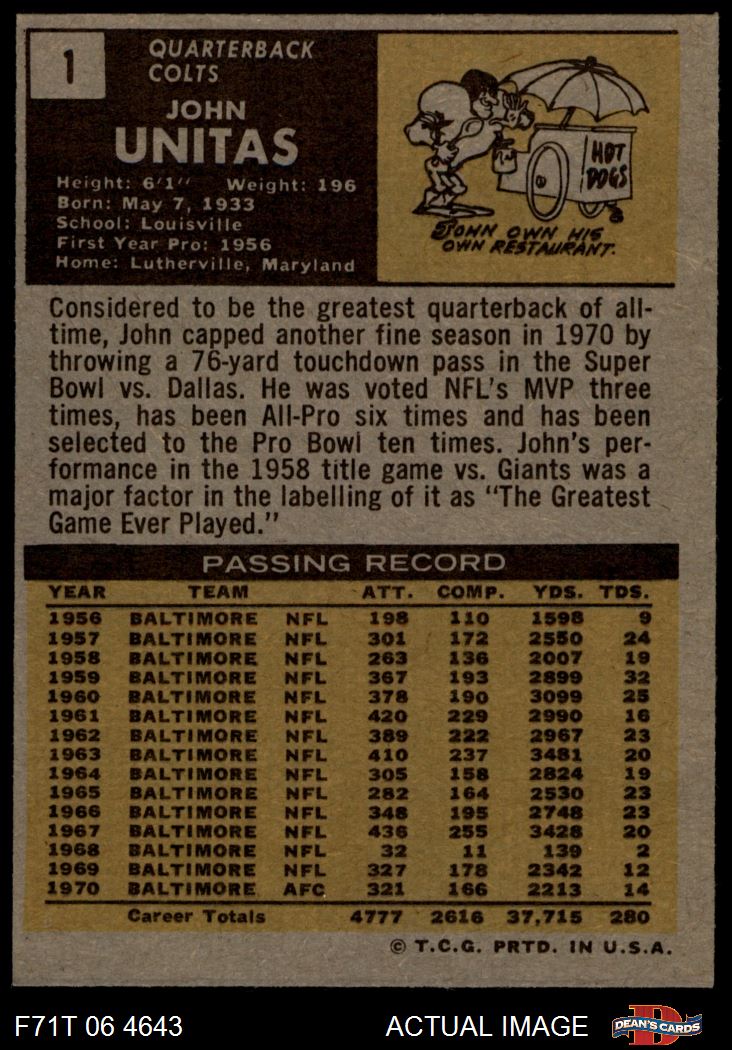 1
QUARTERBACK
COLTS
JOHN
UNITAS
Height: 6'1" Weight: 196
Born: May 7, 1933
School: Louisville
First Year Pro: 1956
Home: Lutherville, Maryland
HOT
DOGS
JOHN OWN HIS
OWN RESTAURANT.
Considered to be the greatest quarterback of all-
time, John capped another fine season in 1970 by
throwing a 76-yard touchdown pass in the Super
Bowl vs. Dallas. He was voted NFL's MVP three
times, has been All-Pro six times and has been
selected to the Pro Bowl ten times. John's per-
formance in the 1958 title game vs. Giants was a
major factor in the labelling of it as "The Greatest
Game Ever Played."
PASSING RECORD
YEAR TEAM ATT. COMP. YDS. TDS.
1956 BALTIMORE NFL 198 110 1598 9
1957 BALTIMORE NFL 301 172 2550 24
1958 BALTIMORE NFL 263 136 2007 19
1959 BALTIMORE NFL 367 193 2899 32
1960 BALTIMORE NFL 378 190 3099 25
1961 BALTIMORE NFL 420 229 2990 16
1962 BALTIMORE NFL 389 222 2967 23
1963 BALTIMORE NFL 410 237 3481 20
1964 BALTIMORE NFL 305 158 2824 19
1965 BALTIMORE NFL 282 164 2530 23
1966 BALTIMORE NFL 348 195 2748 23
1967 BALTIMORE NFL 436 255 3428 20
1968 BALTIMORE NFL 32 11 139 2
1969 BALTIMORE NFL 327 178 2342 12
1970 BALTIMORE AFC 321 166 2213 14
Career Totals 4777 2616 37,715 280
© T.C.G. PRTD. IN U.S.A.
F71T 06 4643 ACTUAL IMAGE D DEAN'S CARDS